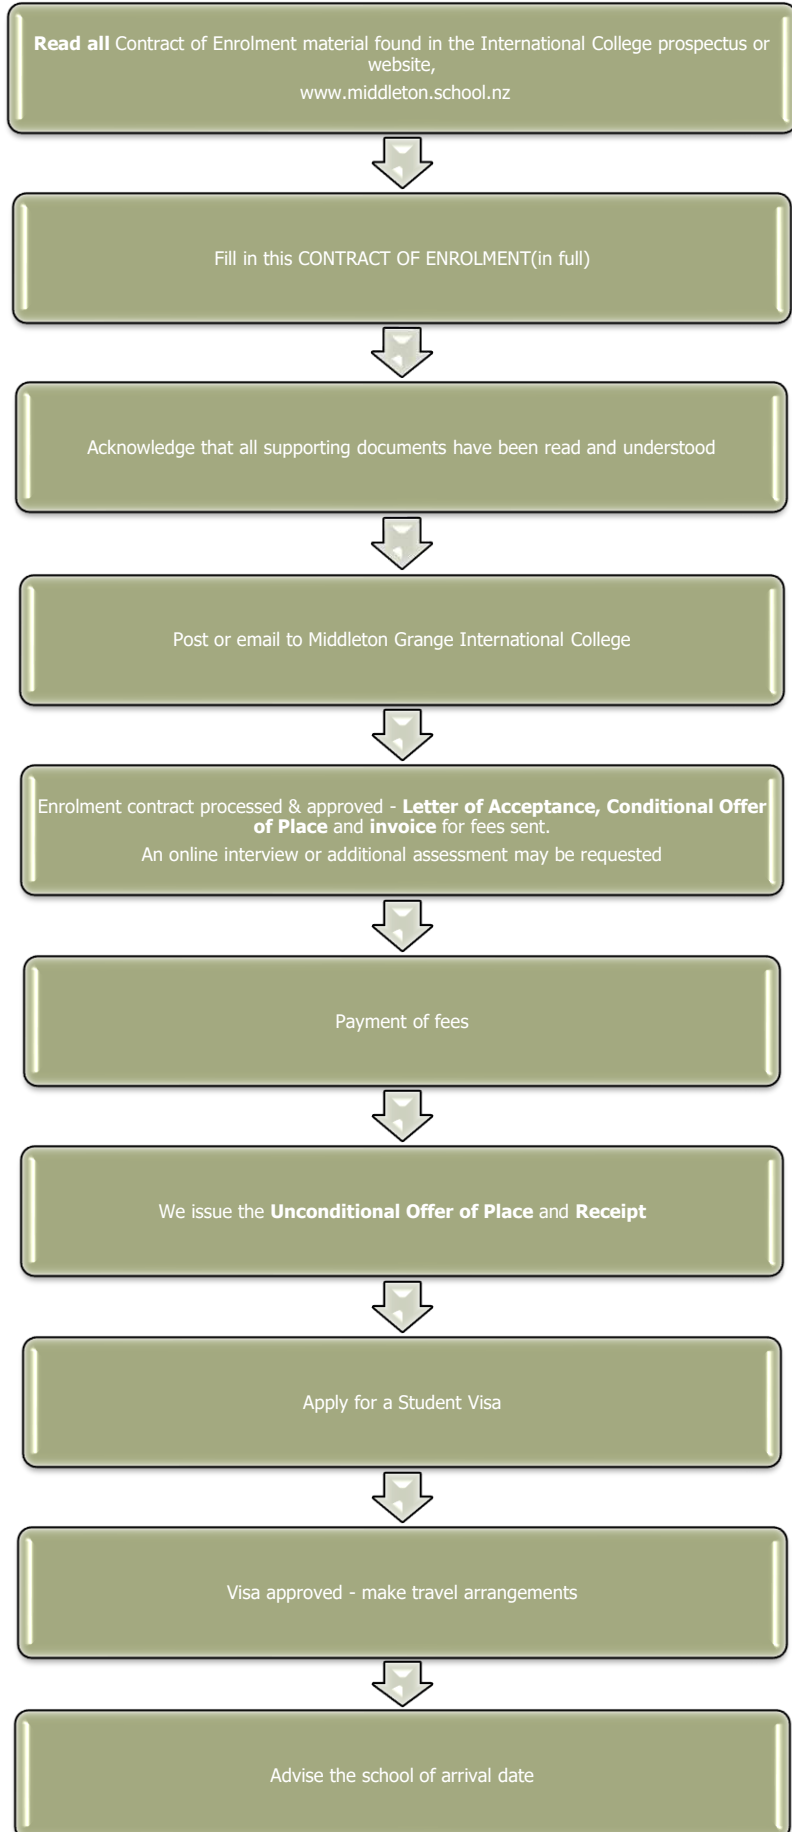 Read all Contract of Enrolment material found in the International College prospectus or
website,
www.middleton.school.nz
Fill in this CONTRACT OF ENROLMENT(in full)
Acknowledge that all supporting documents have been read and understood
Post or email to Middleton Grange International College
Enrolment contract processed & approved - Letter of Acceptance, Conditional Offer
of Place and invoice for fees sent.
An online interview or additional assessment may be requested
Payment of fees
We issue the Unconditional Offer of Place and Receipt
Apply for a Student Visa
Visa approved - make travel arrangements
Advise the school of arrival date